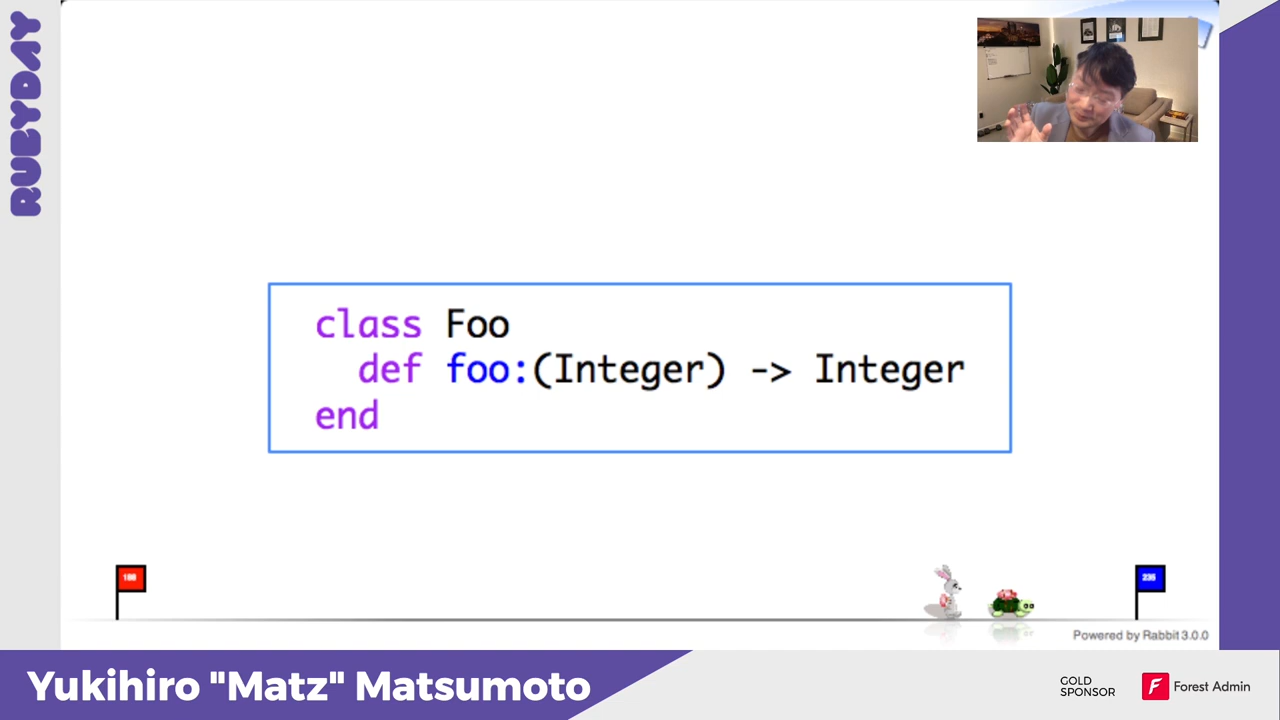 RUBYDAY
class Foo
def foo:(Integer) -> Integer
end
236
Powered by Rabbit 3.0.0
Yukihiro "Matz" Matsumoto
GOLD
SPONSOR
Forest Admin